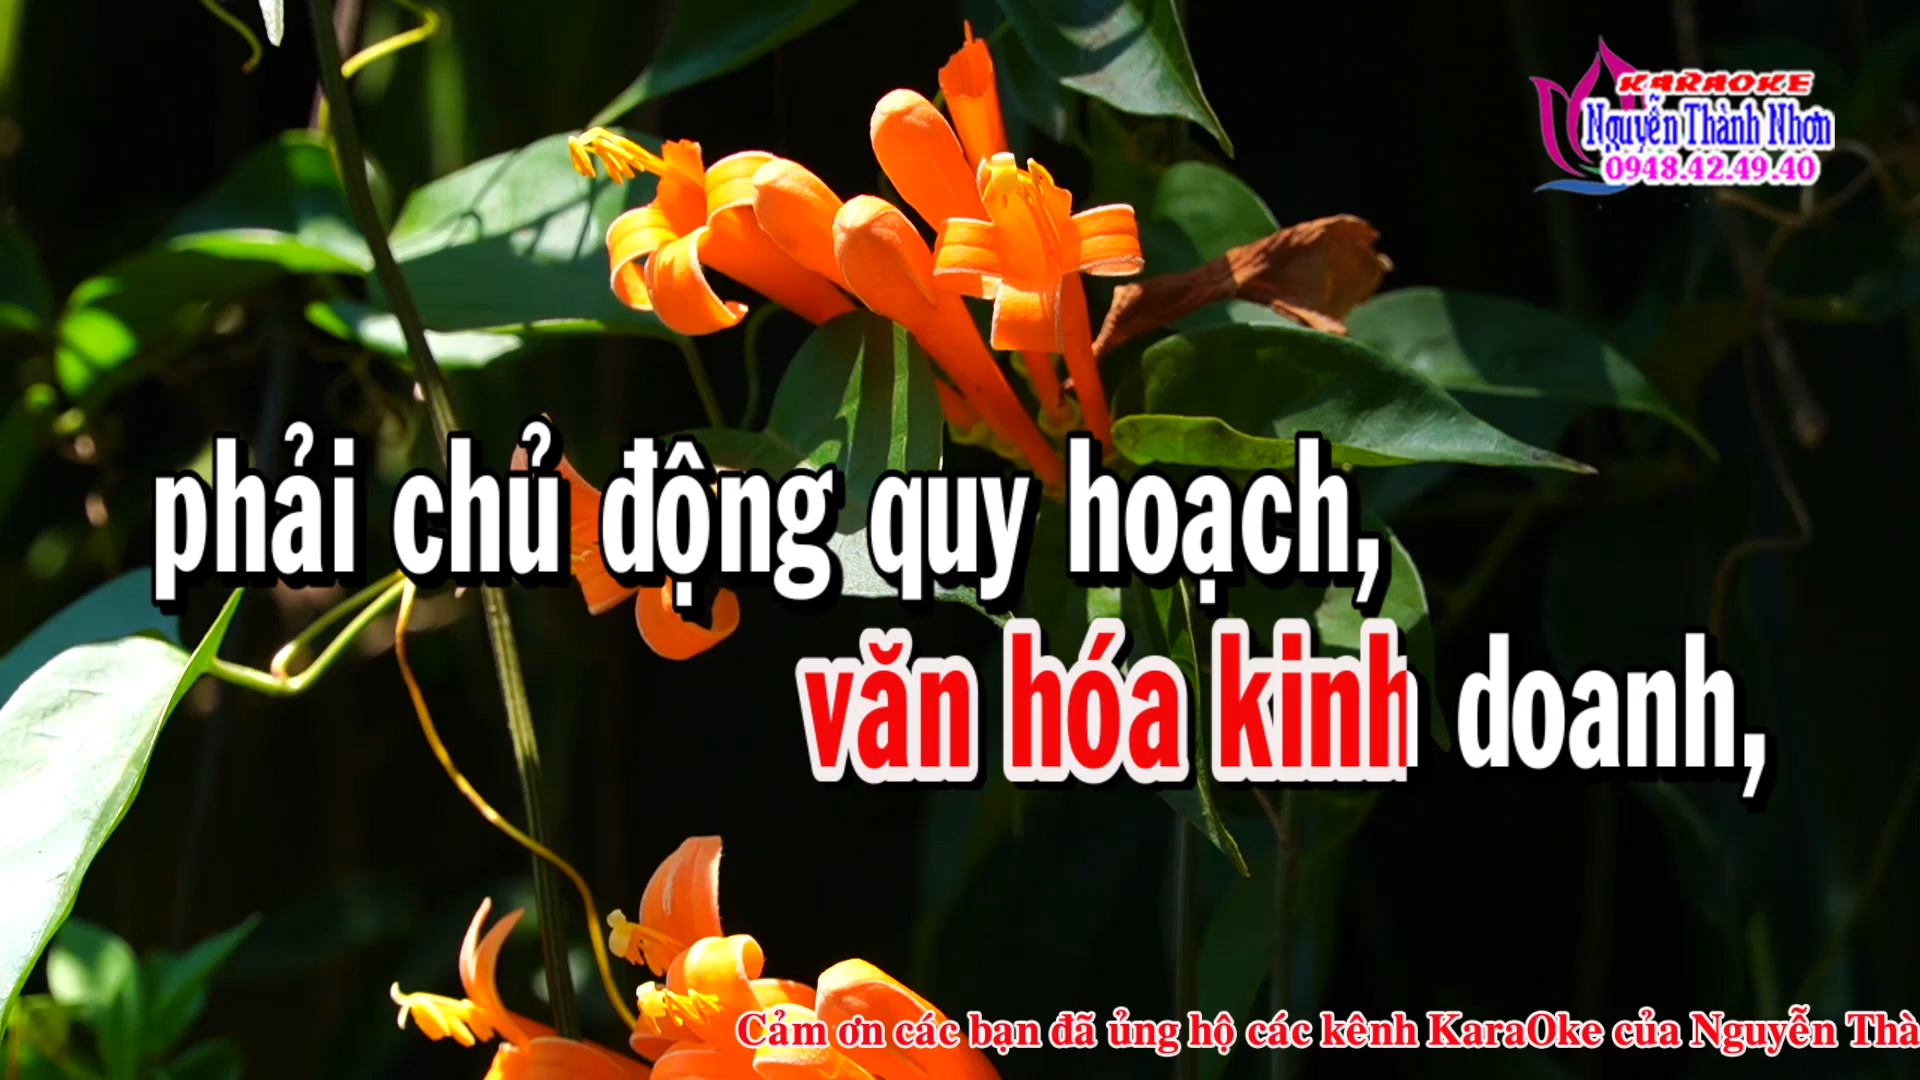 KARAOKE
Nguyễn Thành Nhơn
0948.42.49.40
phải chủ động quy hoạch,
văn hóa kinh doanh,
Cảm ơn các bạn đã ủng hộ các kênh KaraOke của Nguyễn Thà